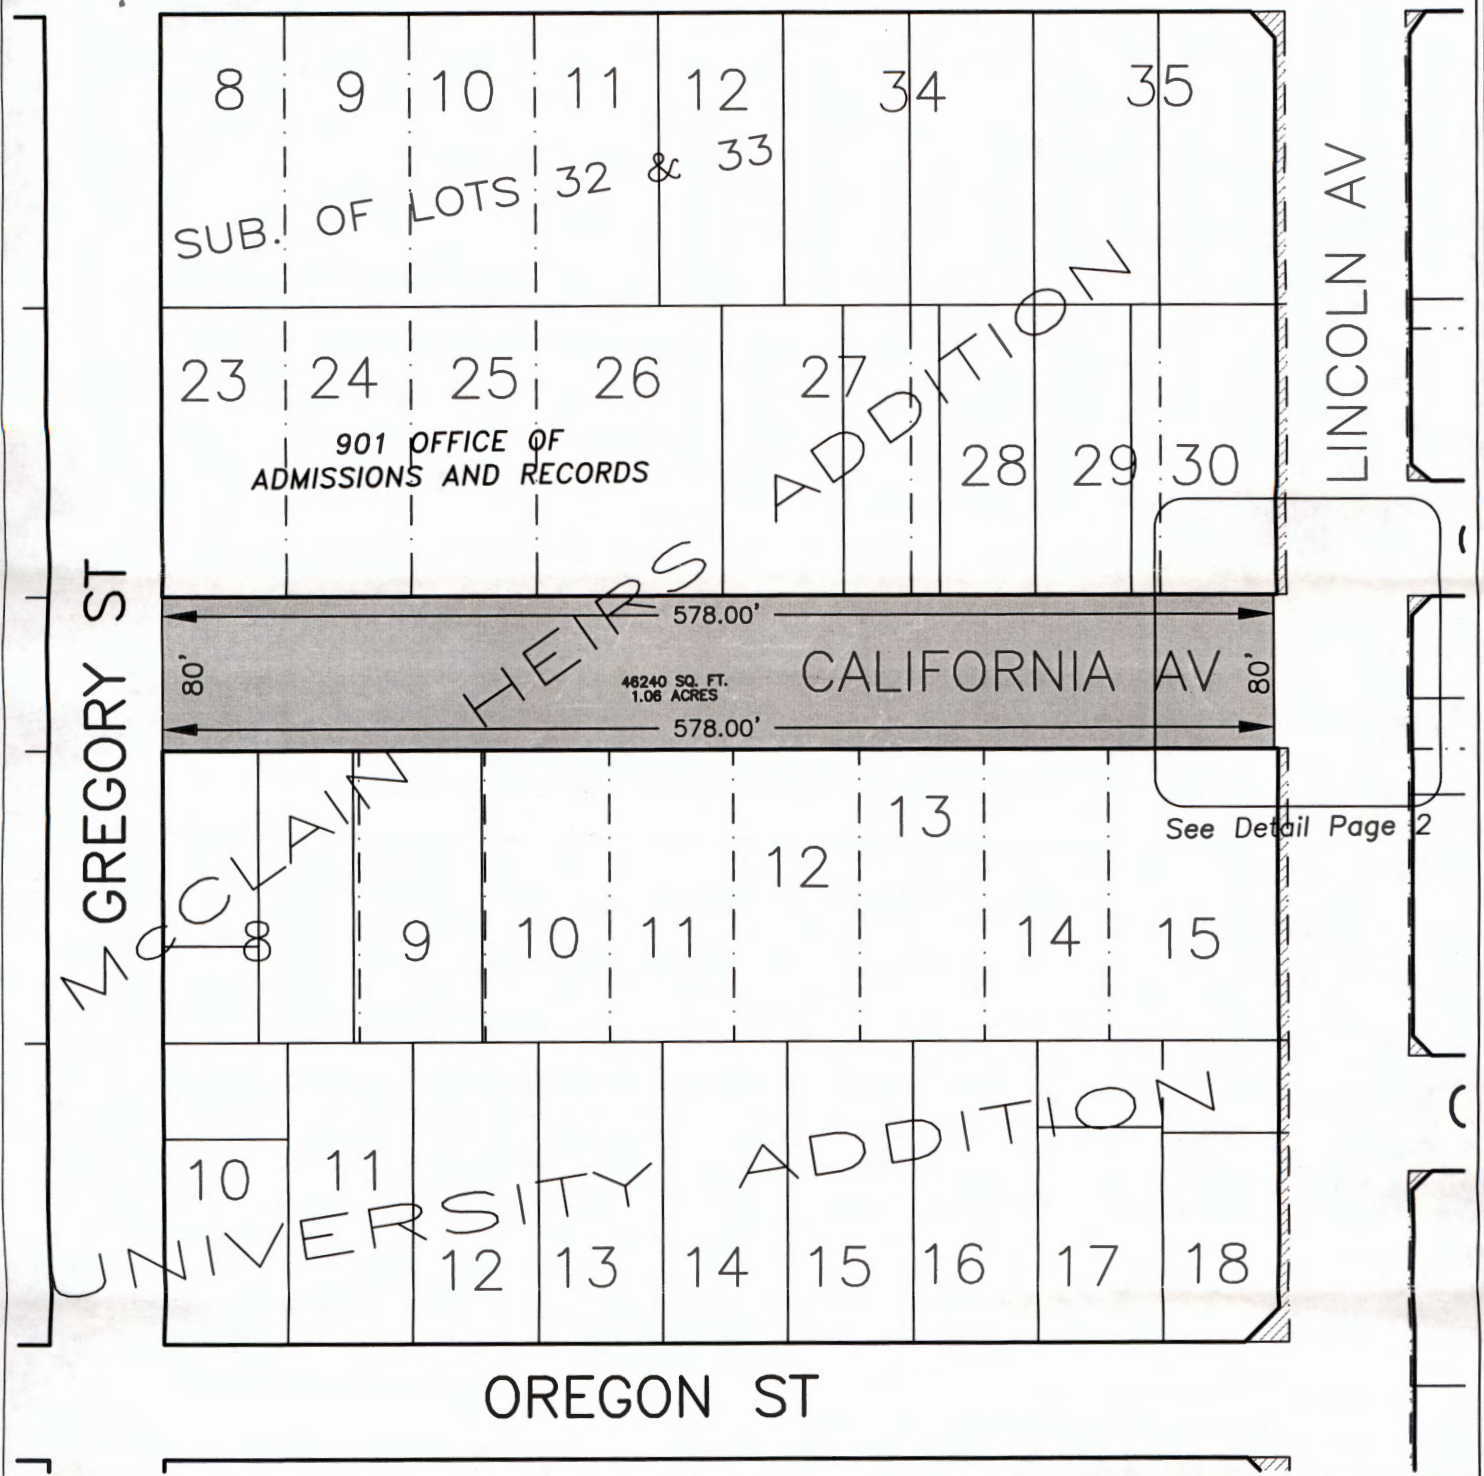 8 9 10 11 12 34 35
SUB. OF LOTS 32 & 33
LINCOLN AV
23 24 25 26 27
28 29 30
901 OFFICE OF
ADMISSIONS AND RECORDS
GREGORY ST
578.00'
80'
46240 SQ. FT.
1.06 ACRES
CALIFORNIA AV
80'
578.00'
McCLAIN HEIRS ADDITION
See Detail Page 2
8 9 10 11 12 13 14 15
10 11 12 13 14 15 16 17 18
UNIVERSITY ADDITION
OREGON ST